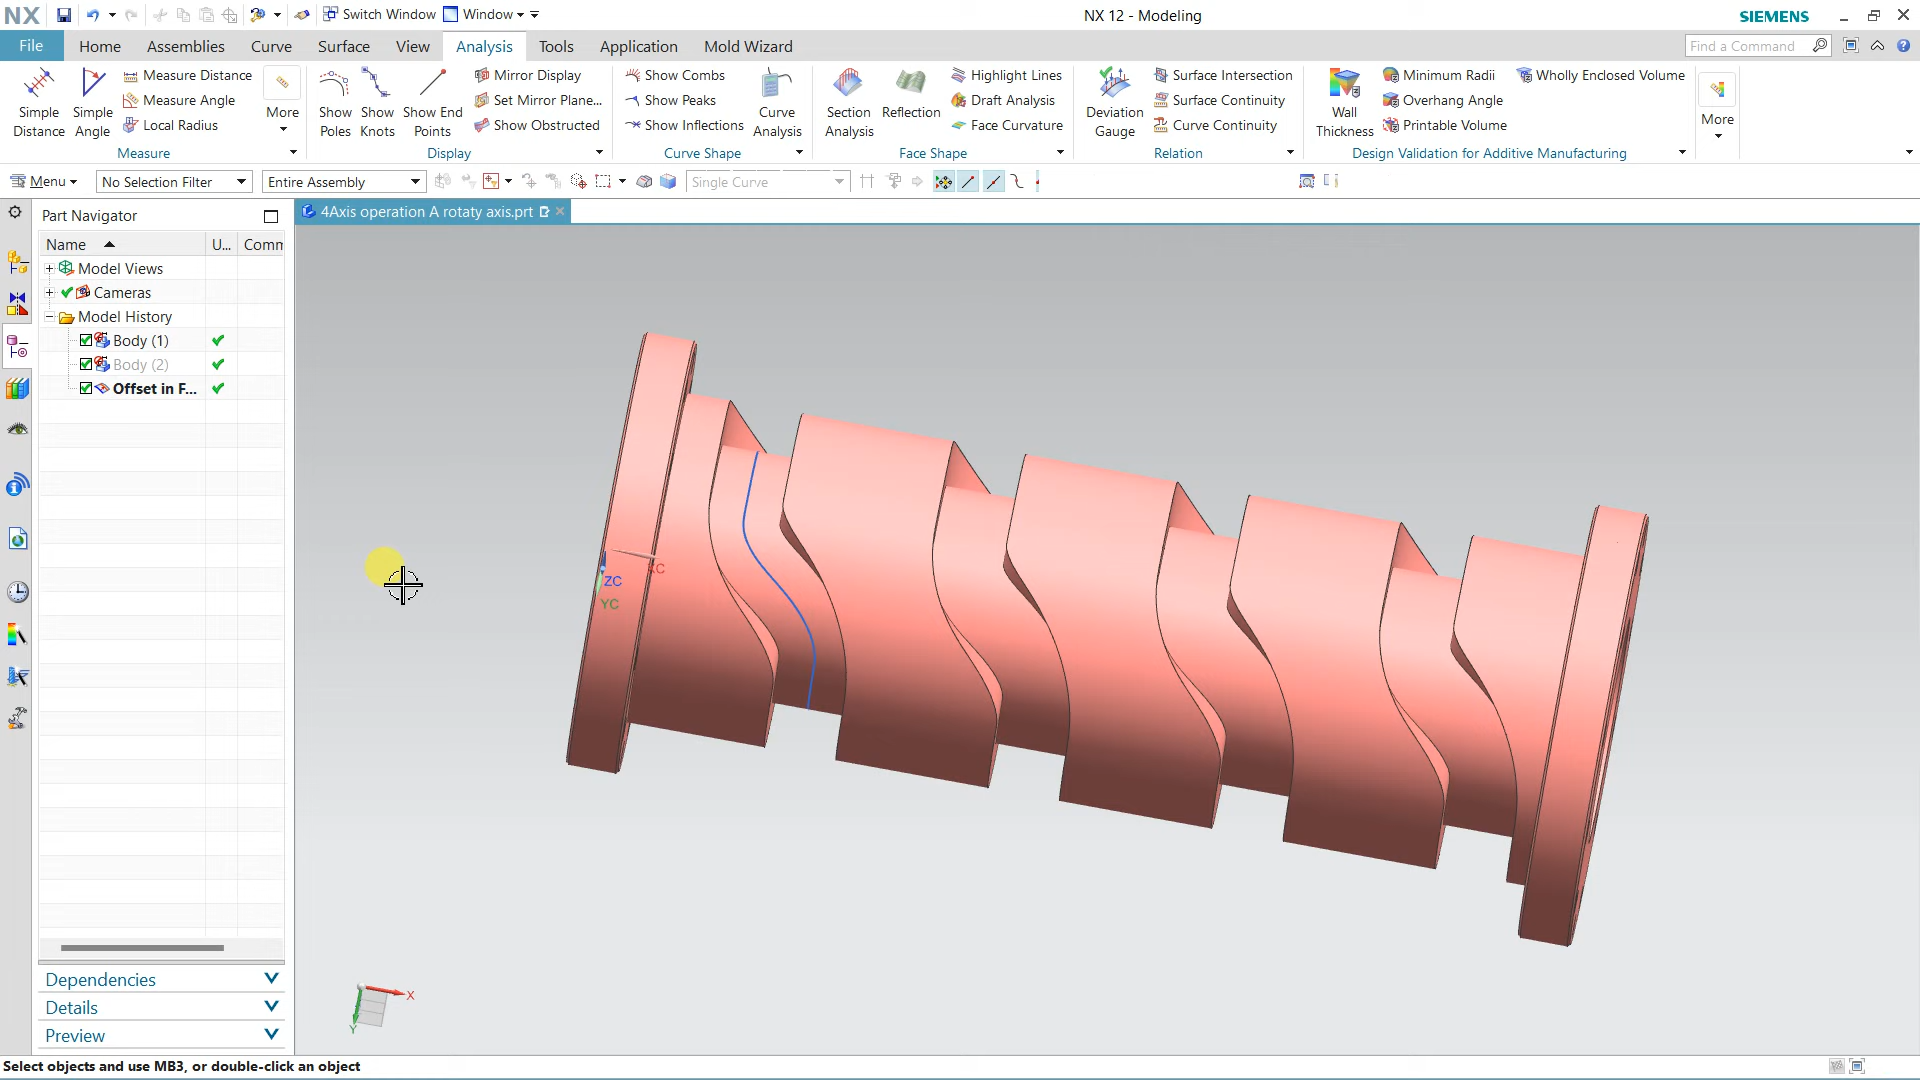 NX
Switch Window
Window
NX 12 - Modeling
SIEMENS
File
Home
Assemblies
Curve
Surface
View
Analysis
Tools
Application
Mold Wizard
Find a Command
Simple Distance
Simple Angle
Measure Distance
Measure Angle
Local Radius
More
Show Poles
Show Knots
Show End Points
Mirror Display
Set Mirror Plane...
Show Obstructed
Show Combs
Show Peaks
Show Inflections
Curve Analysis
Section Analysis
Reflection
Highlight Lines
Draft Analysis
Face Curvature
Deviation Gauge
Surface Intersection
Surface Continuity
Curve Continuity
Wall Thickness
Minimum Radii
Overhang Angle
Printable Volume
Wholly Enclosed Volume
More
Measure
Display
Curve Shape
Face Shape
Relation
Design Validation for Additive Manufacturing
Menu
No Selection Filter
Entire Assembly
Single Curve
Part Navigator
4Axis operation A rotaty axis.prt
Name
U...
Comm
Model Views
Cameras
Model History
Body (1)
Body (2)
Offset in F...
XC
ZC
YC
X
Y
Dependencies
Details
Preview
Select objects and use MB3, or double-click an object